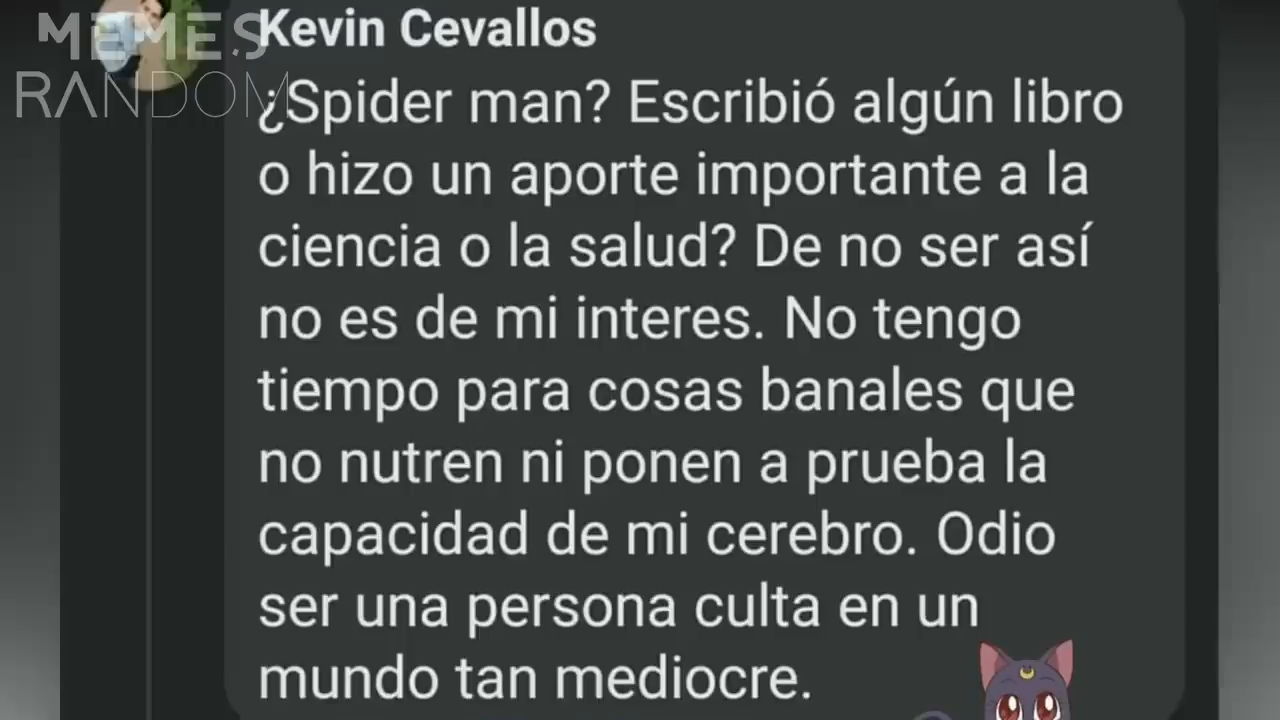 MEMES
RANDOM
Kevin Cevallos
¿Spider man? Escribió algún libro
o hizo un aporte importante a la
ciencia o la salud? De no ser así
no es de mi interes. No tengo
tiempo para cosas banales que
no nutren ni ponen a prueba la
capacidad de mi cerebro. Odio
ser una persona culta en un
mundo tan mediocre.